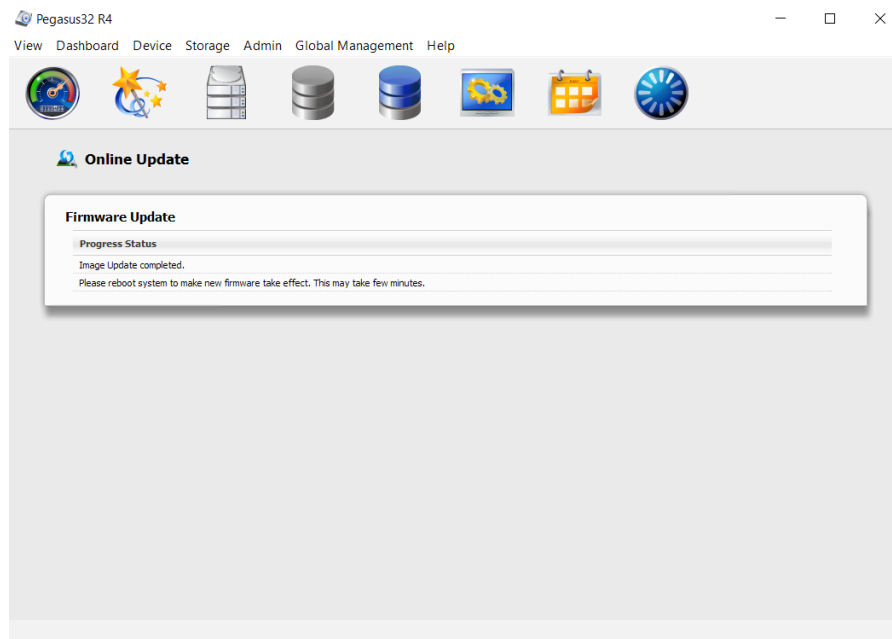 Pegasus32 R4
View Dashboard Device Storage Admin Global Management Help
Online Update
Firmware Update
Progress Status
Image Update completed.
Please reboot system to make new firmware take effect. This may take few minutes.